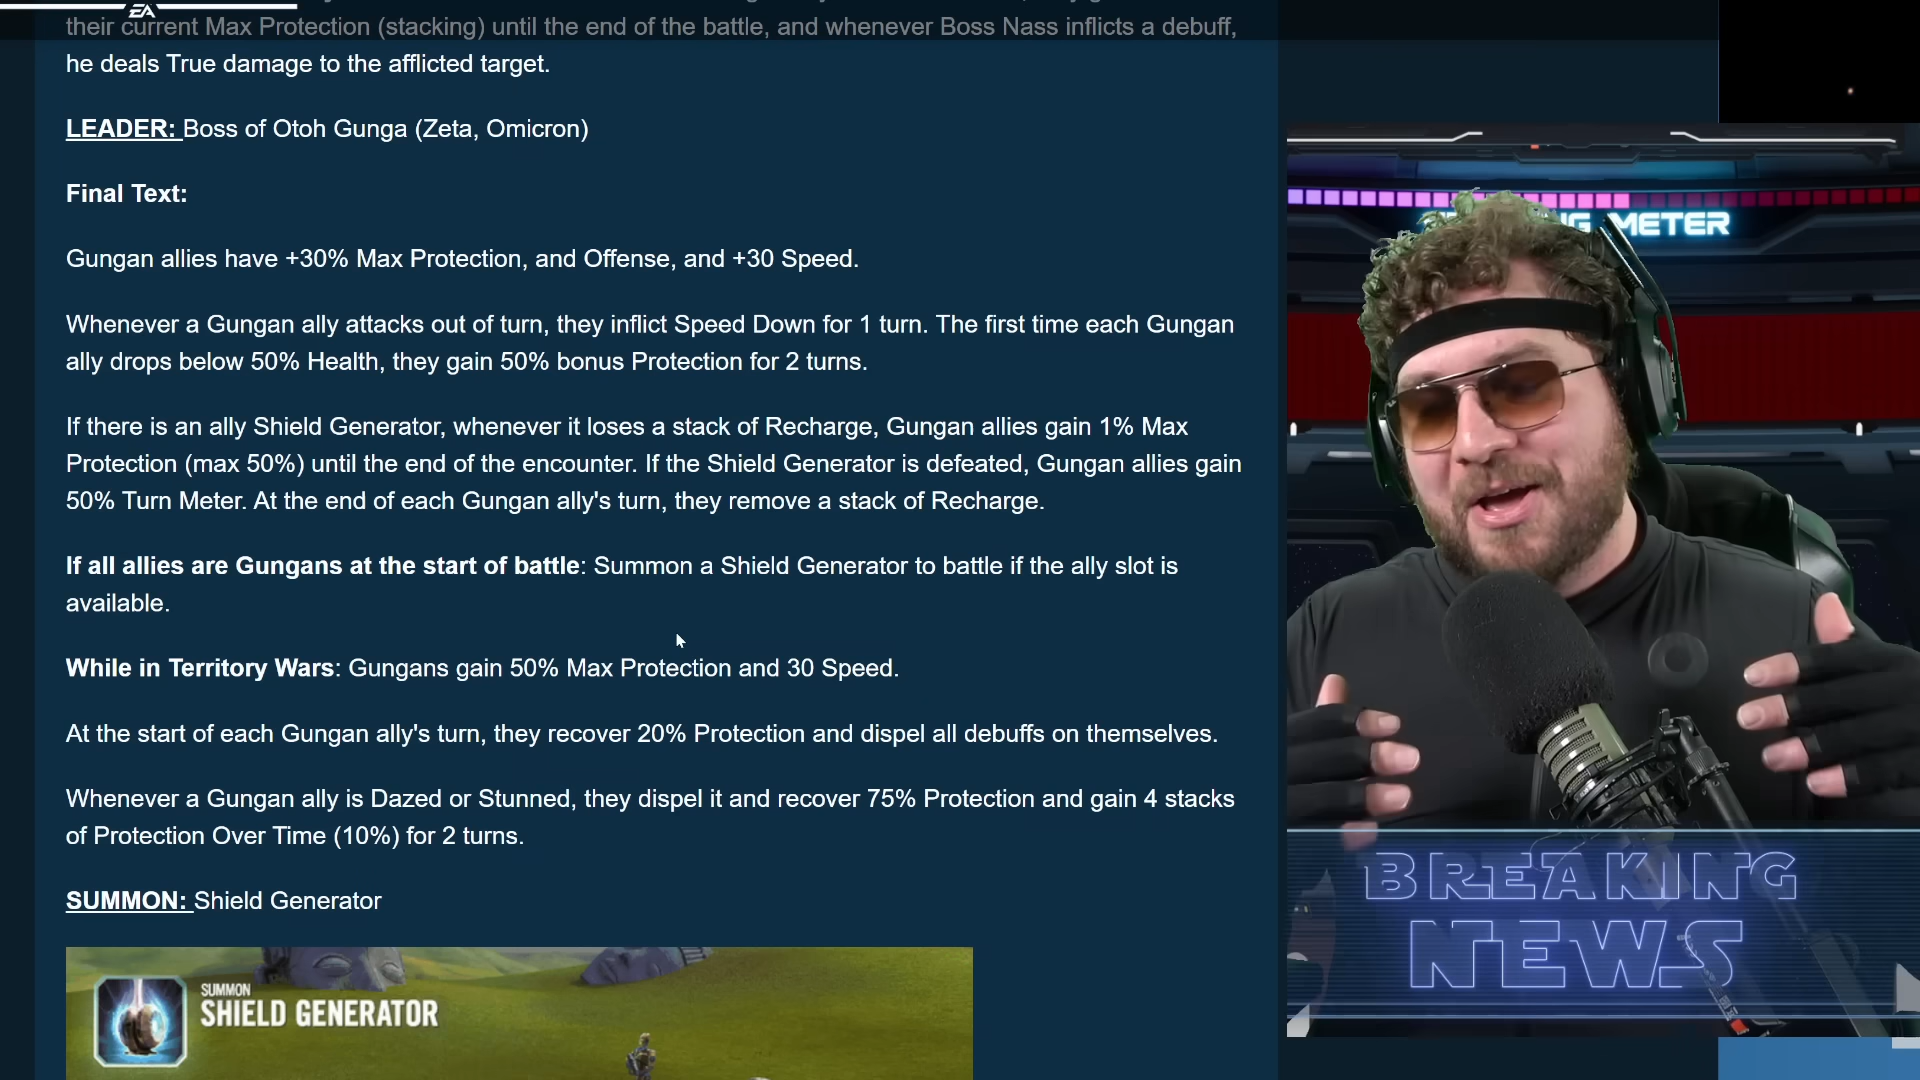 EA
their current Max Protection (stacking) until the end of the battle, and whenever Boss Nass inflicts a debuff,
he deals True damage to the afflicted target.
LEADER: Boss of Otoh Gunga (Zeta, Omicron)
Final Text:
Gungan allies have +30% Max Protection, and Offense, and +30 Speed.
Whenever a Gungan ally attacks out of turn, they inflict Speed Down for 1 turn. The first time each Gungan
ally drops below 50% Health, they gain 50% bonus Protection for 2 turns.
If there is an ally Shield Generator, whenever it loses a stack of Recharge, Gungan allies gain 1% Max
Protection (max 50%) until the end of the encounter. If the Shield Generator is defeated, Gungan allies gain
50% Turn Meter. At the end of each Gungan ally's turn, they remove a stack of Recharge.
If all allies are Gungans at the start of battle: Summon a Shield Generator to battle if the ally slot is
available.
While in Territory Wars: Gungans gain 50% Max Protection and 30 Speed.
At the start of each Gungan ally's turn, they recover 20% Protection and dispel all debuffs on themselves.
Whenever a Gungan ally is Dazed or Stunned, they dispel it and recover 75% Protection and gain 4 stacks
of Protection Over Time (10%) for 2 turns.
SUMMON: Shield Generator
SUMMON
SHIELD GENERATOR
METER
BREAKING
NEWS